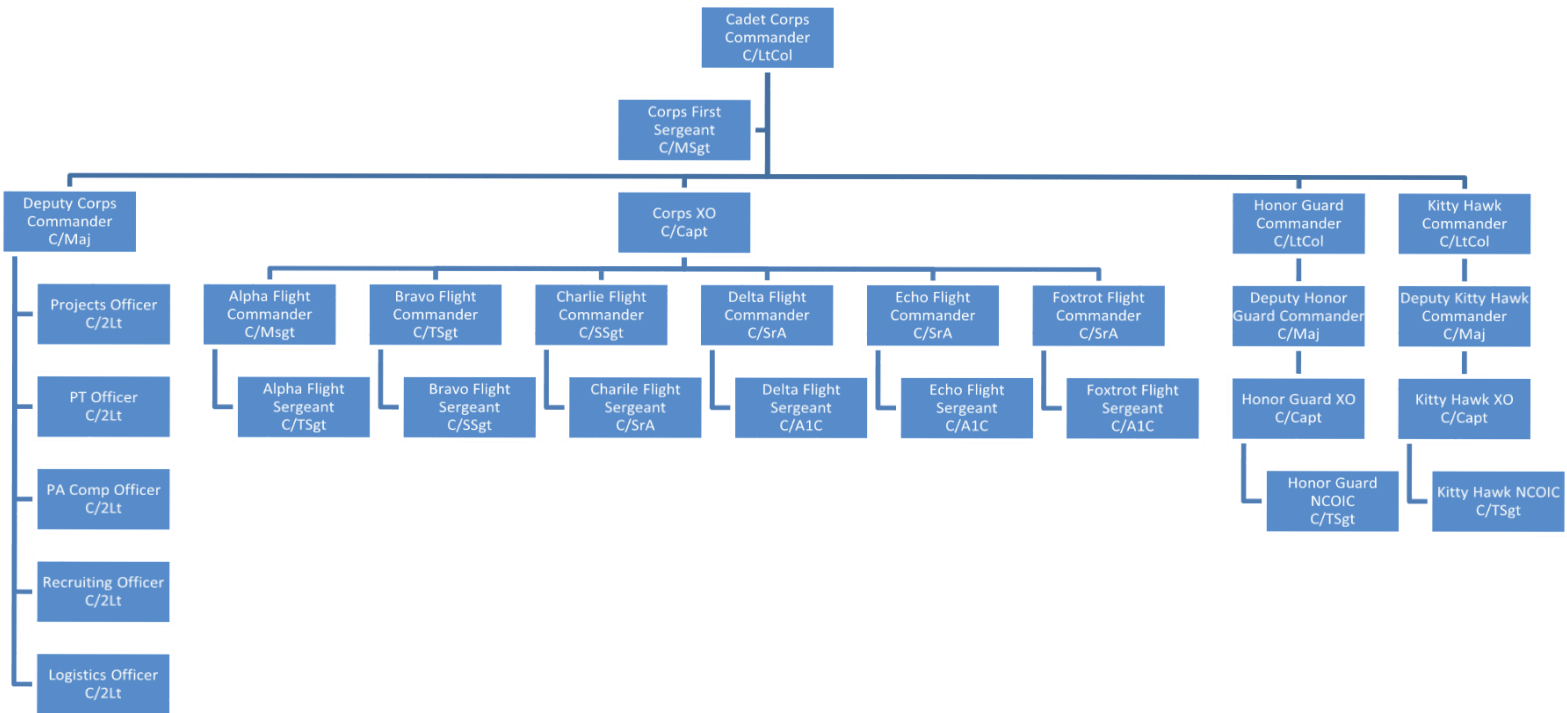 Cadet Corps
Commander
C/LtCol
Corps First
Sergeant
C/MSgt
Deputy Corps
Commander
C/Maj
Corps XO
C/Capt
Honor Guard
Commander
C/LtCol
Kitty Hawk
Commander
C/LtCol
Projects Officer
C/2Lt
PT Officer
C/2Lt
PA Comp Officer
C/2Lt
Recruiting Officer
C/2Lt
Logistics Officer
C/2Lt
Alpha Flight
Commander
C/Msgt
Alpha Flight
Sergeant
C/TSgt
Bravo Flight
Commander
C/TSgt
Bravo Flight
Sergeant
C/SSgt
Charlie Flight
Commander
C/SSgt
Charile Flight
Sergeant
C/SrA
Delta Flight
Commander
C/SrA
Delta Flight
Sergeant
C/A1C
Echo Flight
Commander
C/SrA
Echo Flight
Sergeant
C/A1C
Foxtrot Flight
Commander
C/SrA
Foxtrot Flight
Sergeant
C/A1C
Deputy Honor
Guard Commander
C/Maj
Honor Guard XO
C/Capt
Honor Guard
NCOIC
C/TSgt
Deputy Kitty Hawk
Commander
C/Maj
Kitty Hawk XO
C/Capt
Kitty Hawk NCOIC
C/TSgt